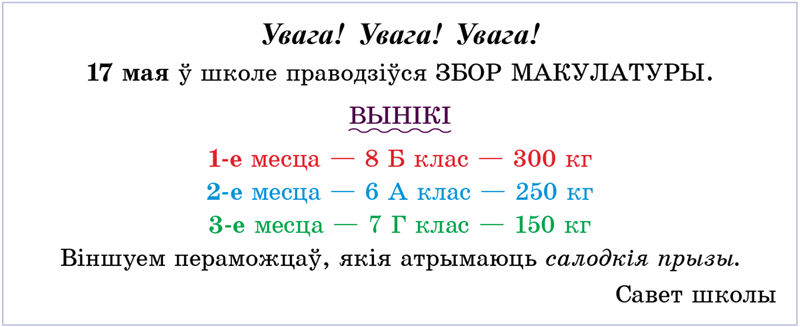 Увага! Увага! Увага!
17 мая ў школе праводзіўся ЗБОР МАКУЛАТУРЫ.
ВЫНІКІ
1-е месца — 8 Б клас — 300 кг
2-е месца — 6 А клас — 250 кг
3-е месца — 7 Г клас — 150 кг
Віншуем пераможцаў, якія атрымаюць салодкія прызы.
Савет школы